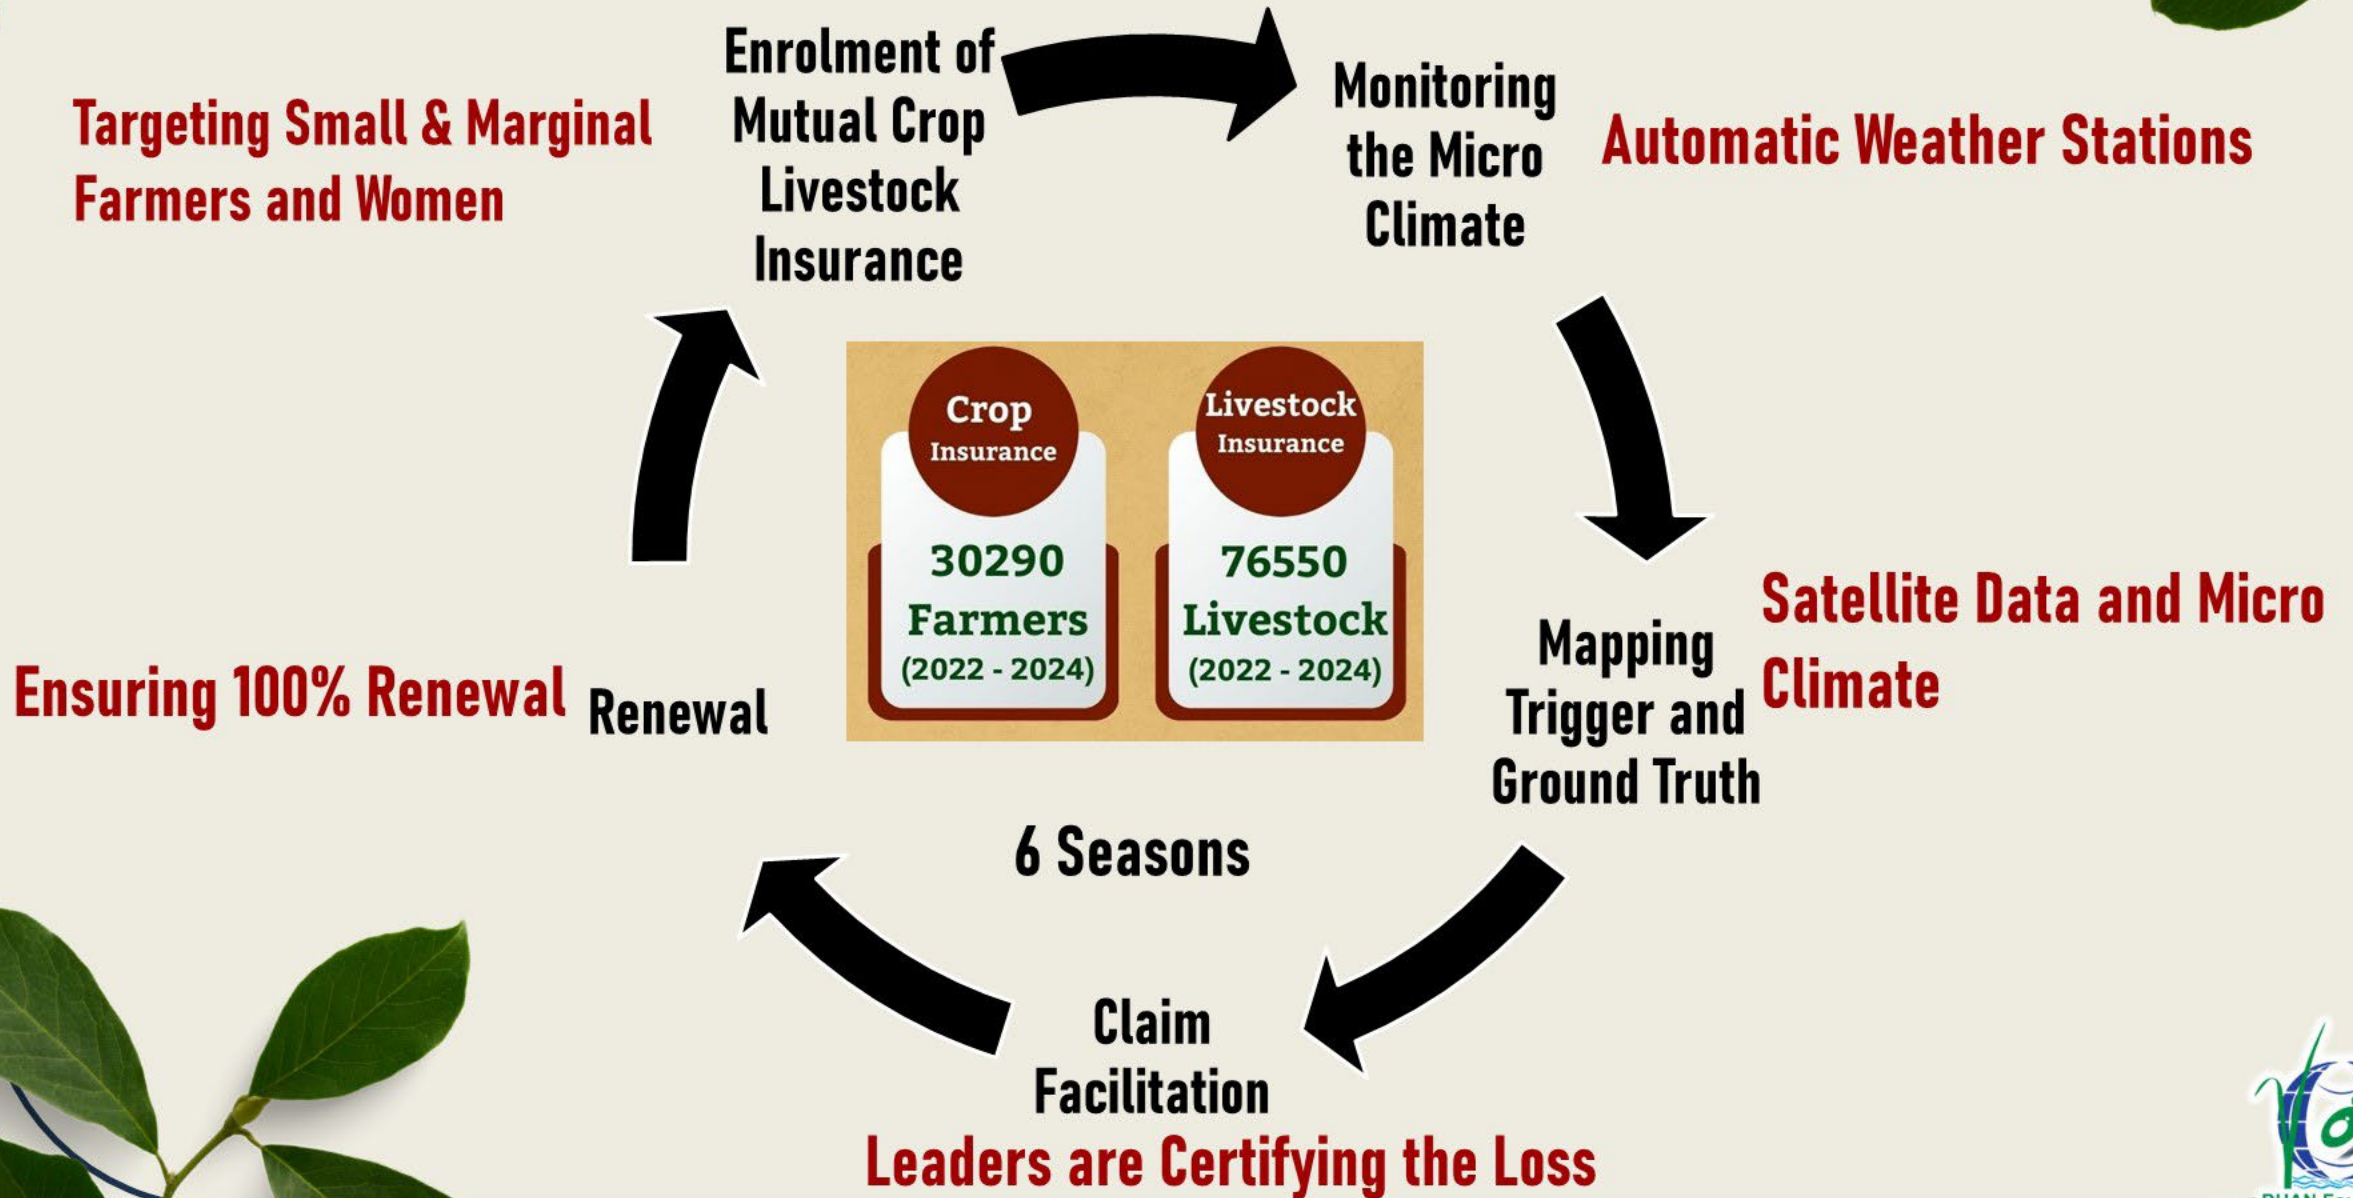 Enrolment of
Mutual Crop
Livestock
Insurance
Targeting Small & Marginal
Farmers and Women
Monitoring
the Micro
Climate
Automatic Weather Stations
Mapping
Trigger and
Ground Truth
Satellite Data and Micro
Climate
Claim
Facilitation
Leaders are Certifying the Loss
Renewal
Ensuring 100% Renewal
Crop
Insurance
30290
Farmers
(2022 - 2024)
Livestock
Insurance
76550
Livestock
(2022 - 2024)
6 Seasons